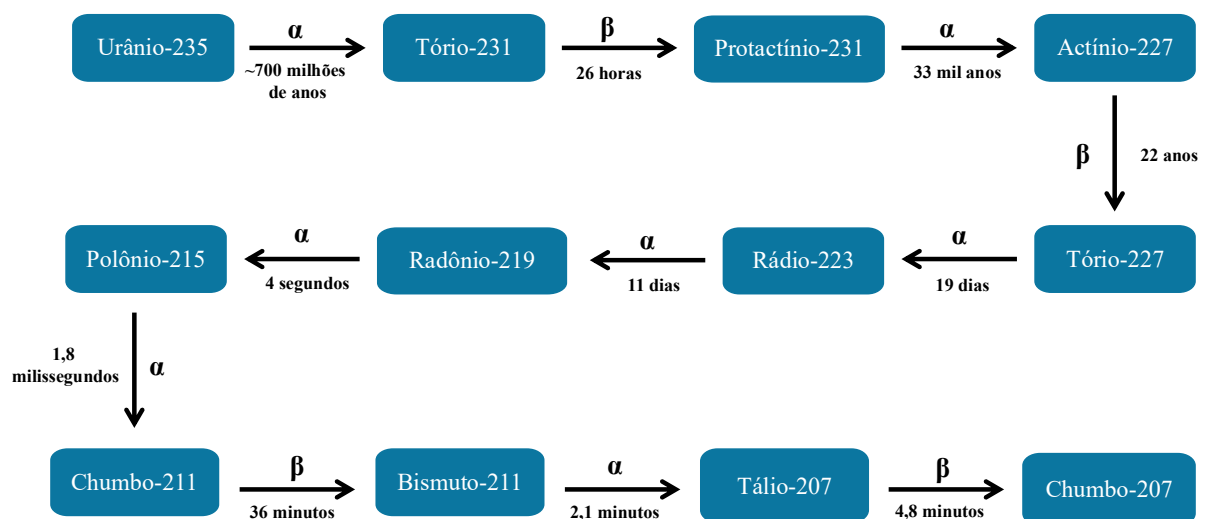 Urânio-235
α
~700 milhões
de anos
Tório-231
β
26 horas
Protactínio-231
α
33 mil anos
Actínio-227
β
22 anos
Tório-227
α
19 dias
Rádio-223
α
11 dias
Radônio-219
α
4 segundos
Polônio-215
1,8
milissegundos
α
Chumbo-211
β
36 minutos
Bismuto-211
α
2,1 minutos
Tálio-207
β
4,8 minutos
Chumbo-207